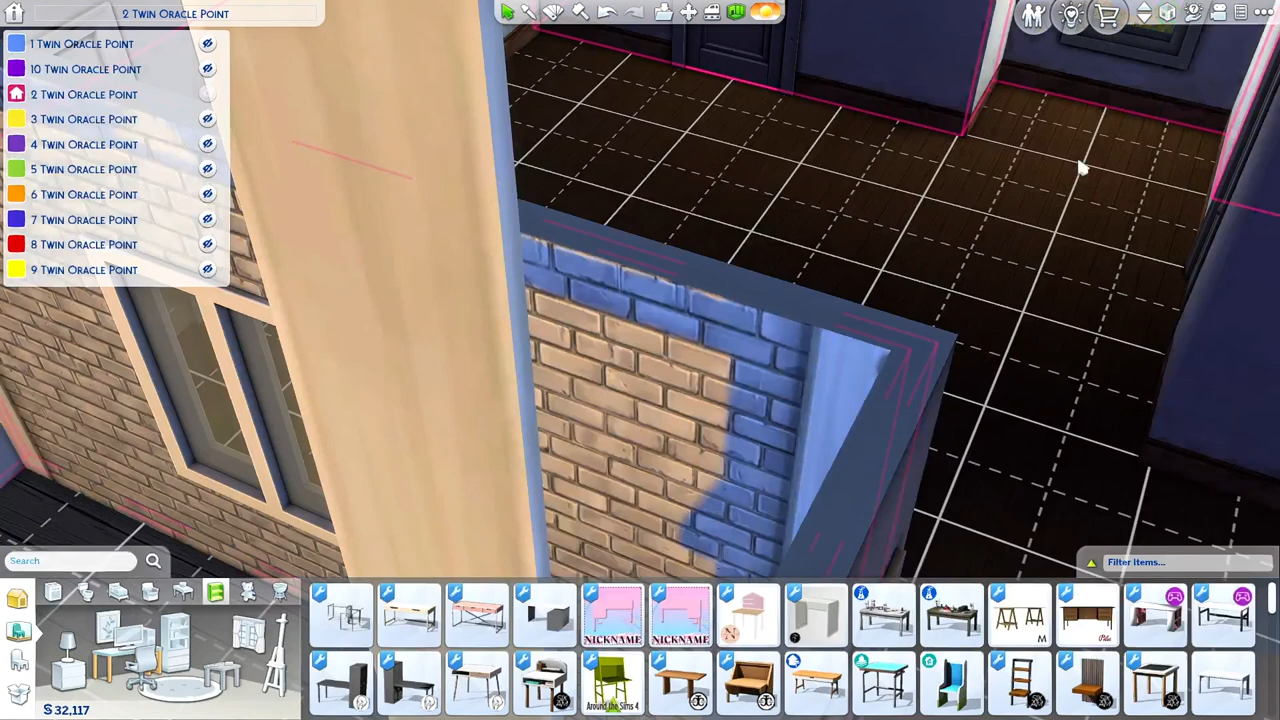 2 Twin Oracle Point
1 Twin Oracle Point
10 Twin Oracle Point
2 Twin Oracle Point
3 Twin Oracle Point
4 Twin Oracle Point
5 Twin Oracle Point
6 Twin Oracle Point
7 Twin Oracle Point
8 Twin Oracle Point
9 Twin Oracle Point
Search
Filter Items...
NICKNAME
NICKNAME
N
M
Around the Sims 4
§32,117